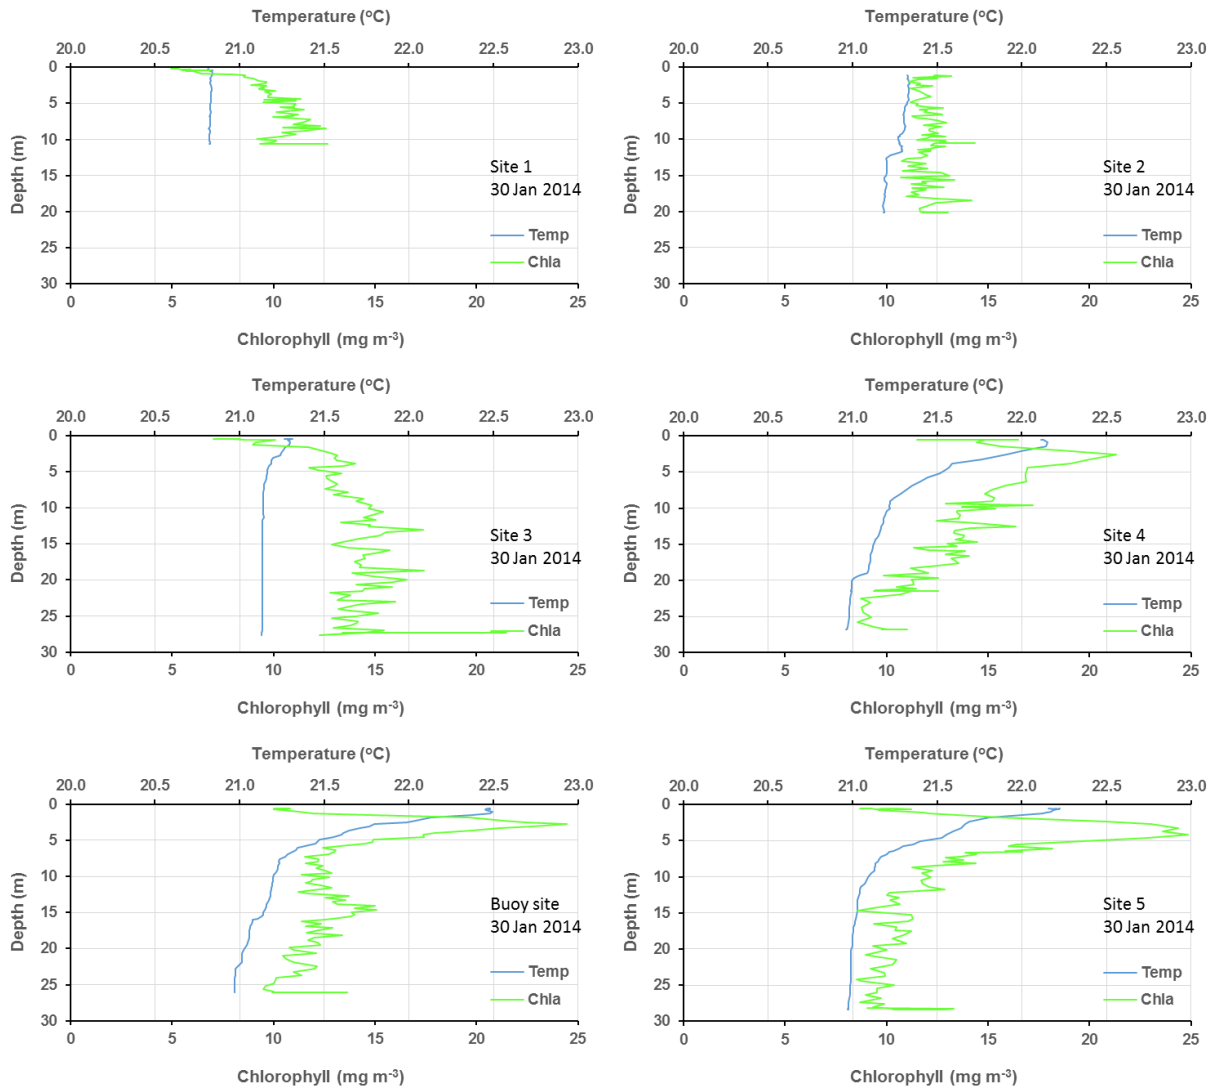 Temperature (ºC)
20.0 20.5 21.0 21.5 22.0 22.5 23.0
0
5
10
15
20
25
30
Depth (m)
Site 1
30 Jan 2014
Temp
Chla
0 5 10 15 20 25
Chlorophyll (mg m⁻³)
Temperature (ºC)
20.0 20.5 21.0 21.5 22.0 22.5 23.0
0
5
10
15
20
25
30
Depth (m)
Site 2
30 Jan 2014
Temp
Chla
0 5 10 15 20 25
Chlorophyll (mg m⁻³)
Temperature (ºC)
20.0 20.5 21.0 21.5 22.0 22.5 23.0
0
5
10
15
20
25
30
Depth (m)
Site 3
30 Jan 2014
Temp
Chla
0 5 10 15 20 25
Chlorophyll (mg m⁻³)
Temperature (ºC)
20.0 20.5 21.0 21.5 22.0 22.5 23.0
0
5
10
15
20
25
30
Depth (m)
Site 4
30 Jan 2014
Temp
Chla
0 5 10 15 20 25
Chlorophyll (mg m⁻³)
Temperature (ºC)
20.0 20.5 21.0 21.5 22.0 22.5 23.0
0
5
10
15
20
25
30
Depth (m)
Buoy site
30 Jan 2014
Temp
Chla
0 5 10 15 20 25
Chlorophyll (mg m⁻³)
Temperature (ºC)
20.0 20.5 21.0 21.5 22.0 22.5 23.0
0
5
10
15
20
25
30
Depth (m)
Site 5
30 Jan 2014
Temp
Chla
0 5 10 15 20 25
Chlorophyll (mg m⁻³)